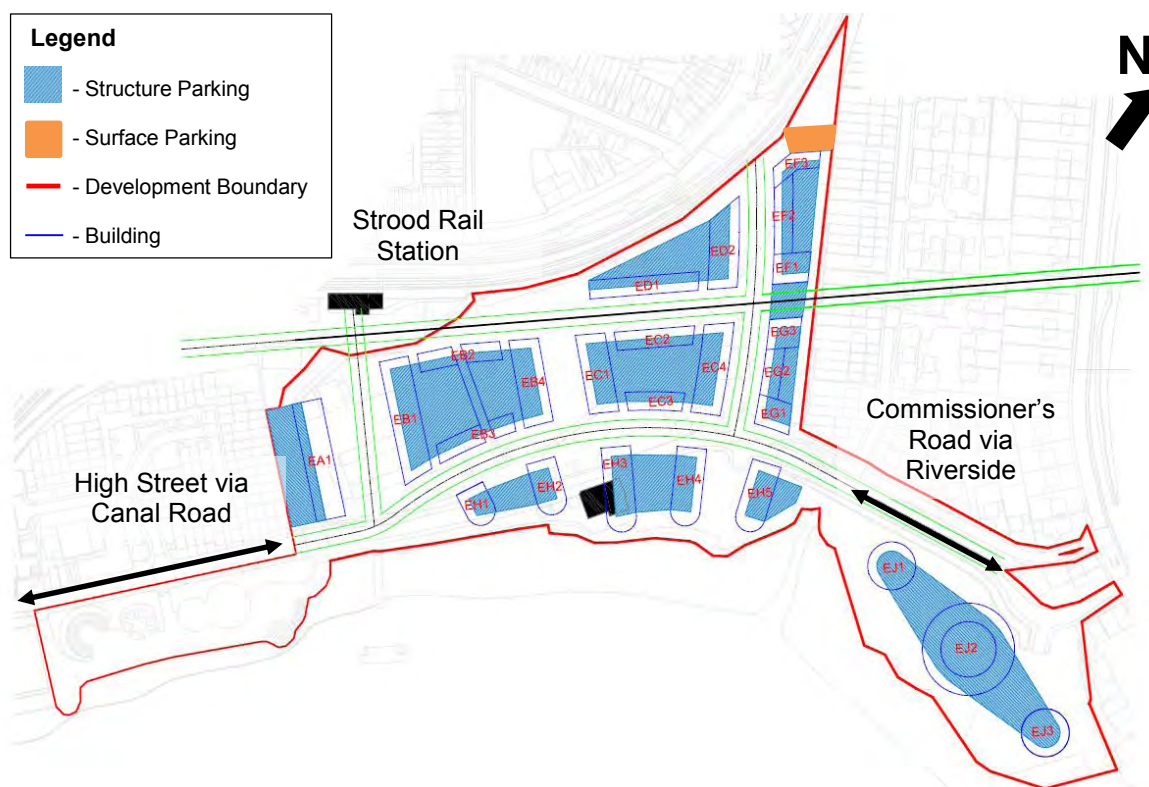 Legend
- Structure Parking
- Surface Parking
- Development Boundary
- Building
N
Strood Rail
Station
EF3
EF2
ED2
EF1
ED1
EG3
EC2
EB2
EB4
EC1
EC4
EG2
EC3
EB1
EG1
EB3
Commissioner's
Road via
Riverside
EA1
High Street via
Canal Road
EH3
EH4
EH2
EH5
EH1
EJ1
EJ2
EJ3